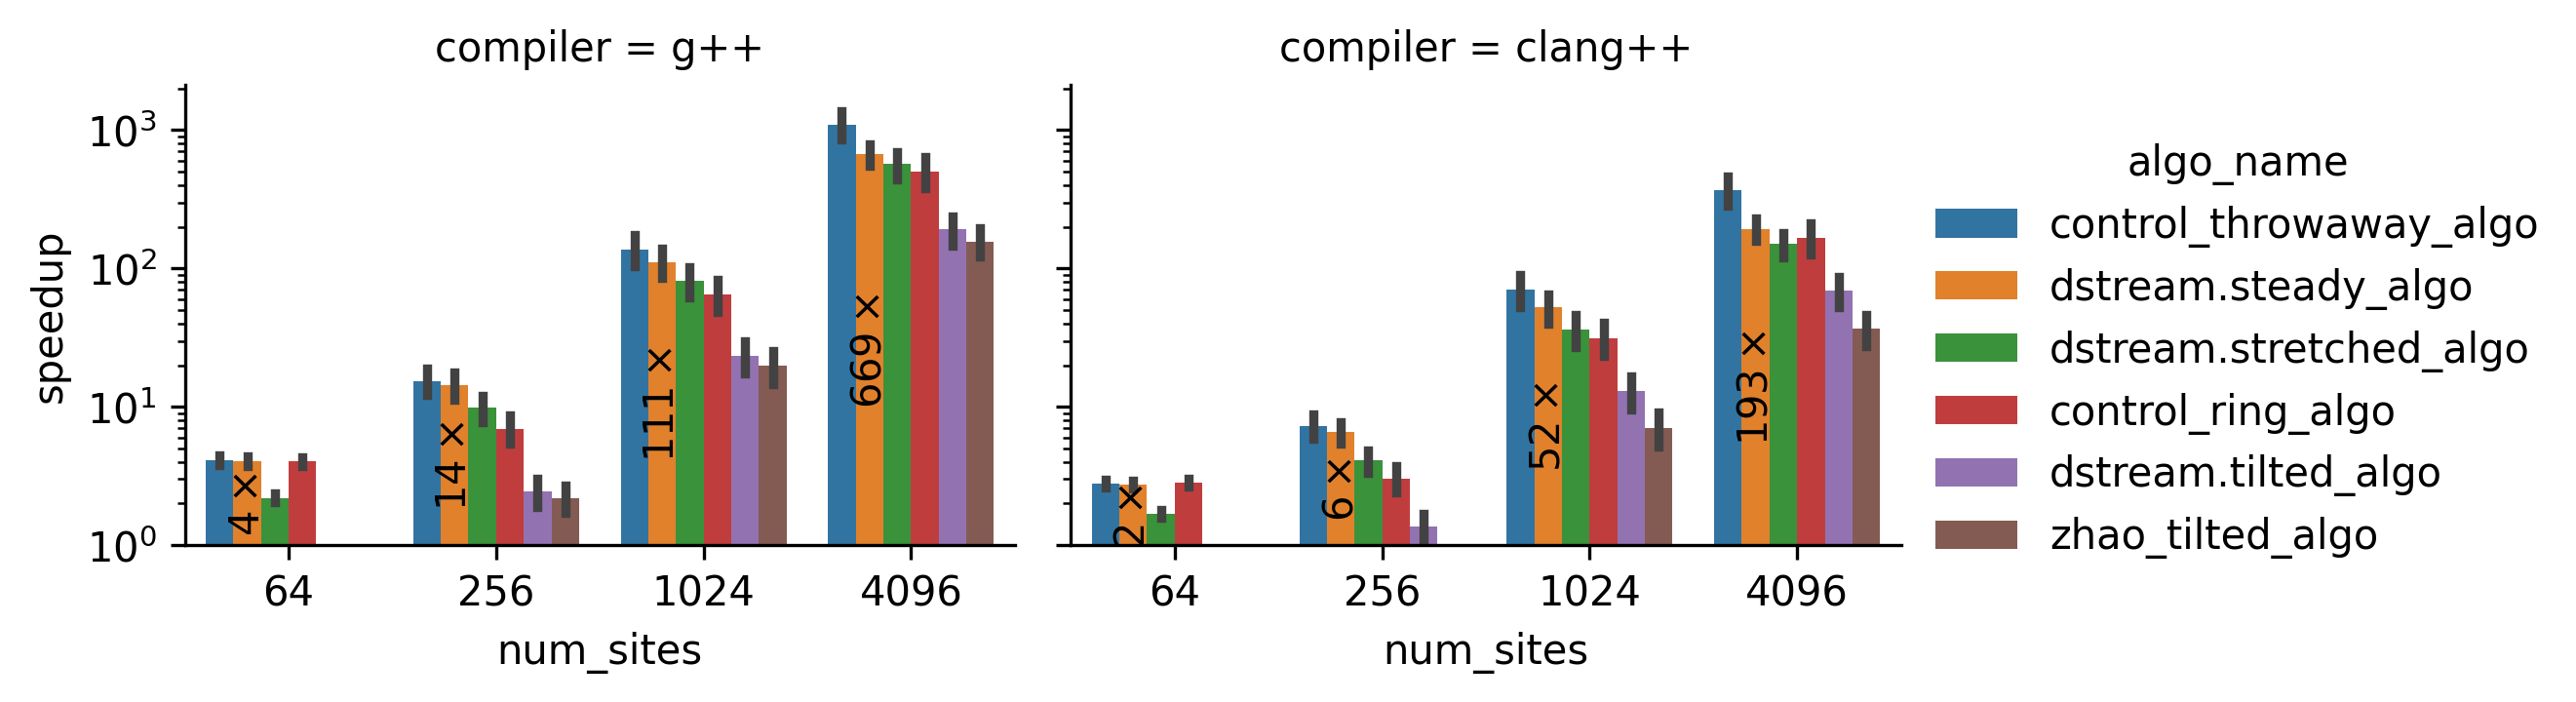 compiler = g++
compiler = clang++
speedup
10³
10²
10¹
10⁰
4 ×
14 ×
111 ×
669 ×
2 ×
6 ×
52 ×
193 ×
64 256 1024 4096
64 256 1024 4096
num_sites
num_sites
algo_name
control_throwaway_algo
dstream.steady_algo
dstream.stretched_algo
control_ring_algo
dstream.tilted_algo
zhao_tilted_algo